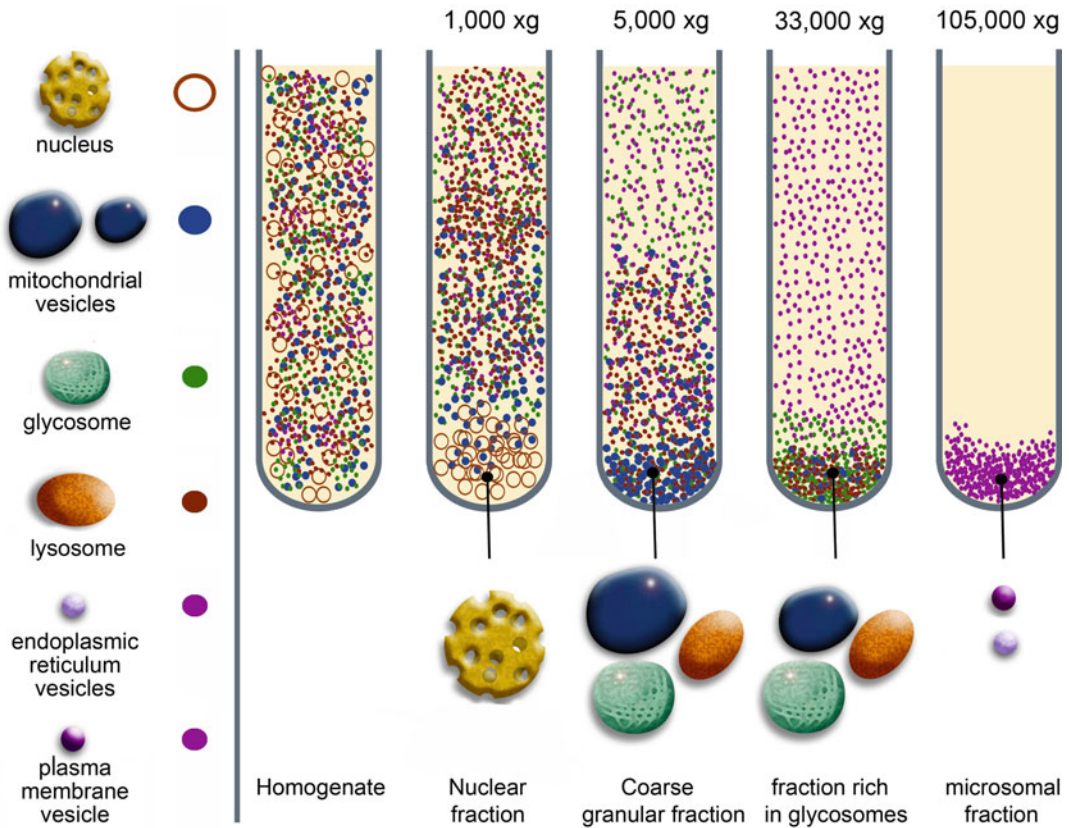 1,000 xg
5,000 xg
33,000 xg
105,000 xg
nucleus
mitochondrial
vesicles
glycosome
lysosome
endoplasmic
reticulum
vesicles
plasma
membrane
vesicle
Homogenate
Nuclear
fraction
Coarse
granular fraction
fraction rich
in glycosomes
microsomal
fraction